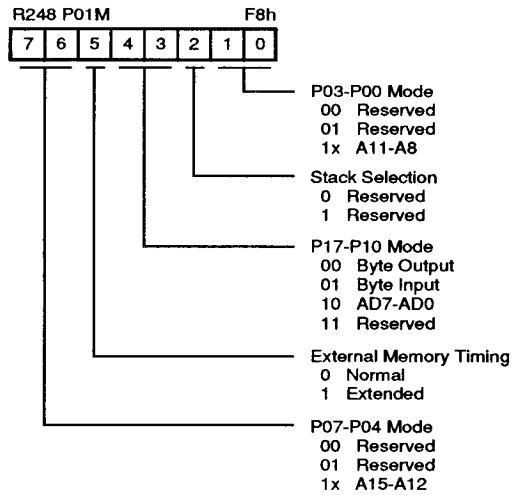 R248 P01M F8h
7 6 5 4 3 2 1 0
P03-P00 Mode
00 Reserved
01 Reserved
1x A11-A8
Stack Selection
0 Reserved
1 Reserved
P17-P10 Mode
00 Byte Output
01 Byte Input
10 AD7-AD0
11 Reserved
External Memory Timing
0 Normal
1 Extended
P07-P04 Mode
00 Reserved
01 Reserved
1x A15-A12